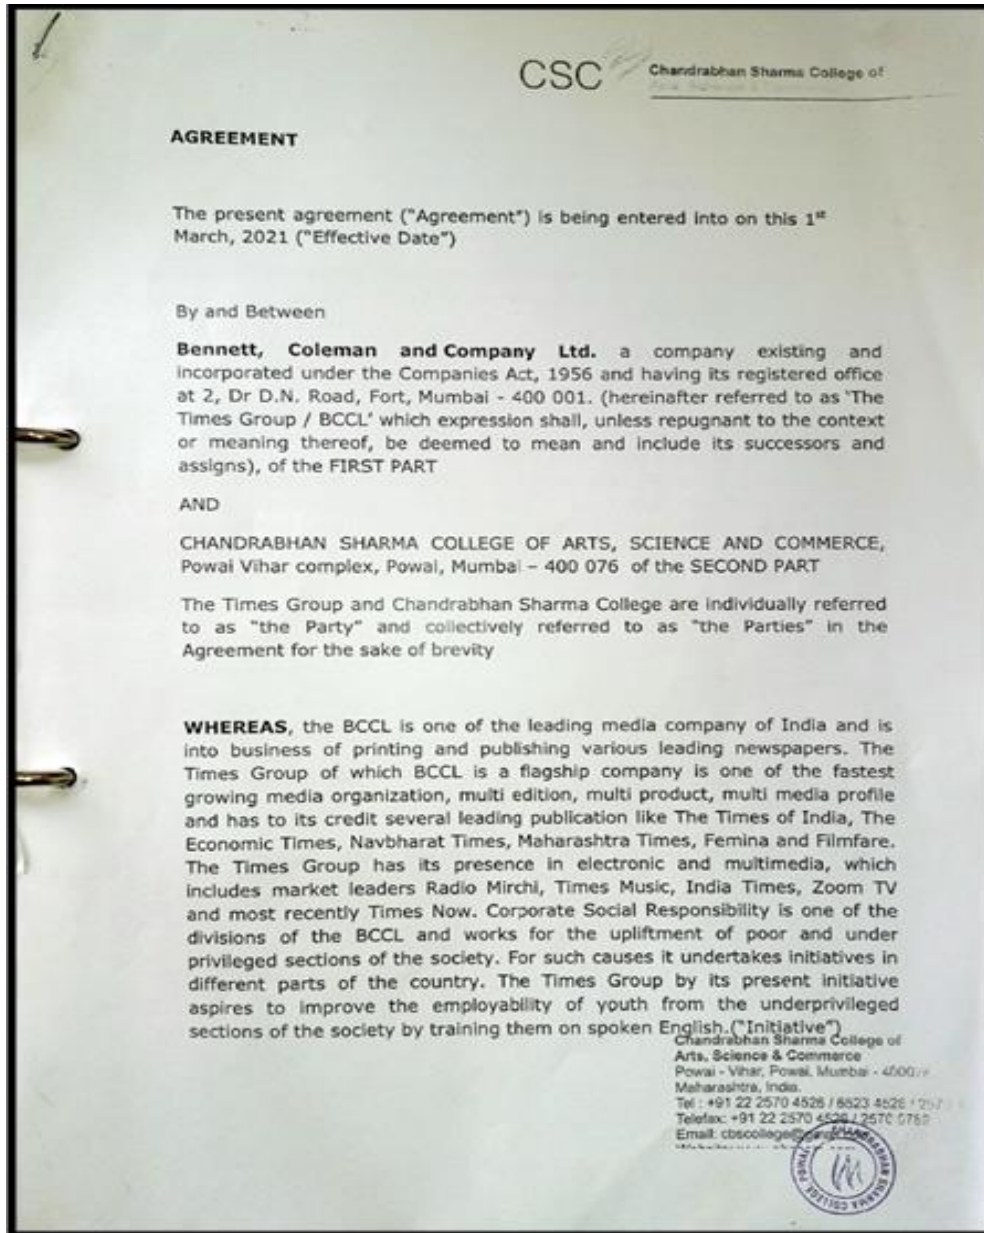 CSC
Chandrabhan Sharma College of
AGREEMENT
The present agreement ("Agreement") is being entered into on this 1st
March, 2021 ("Effective Date")
By and Between
Bennett, Coleman and Company Ltd. a company existing and
incorporated under the Companies Act, 1956 and having its registered office
at 2, Dr D.N. Road, Fort, Mumbai - 400 001. (hereinafter referred to as 'The
Times Group / BCCL' which expression shall, unless repugnant to the context
or meaning thereof, be deemed to mean and include its successors and
assigns), of the FIRST PART
AND
CHANDRABHAN SHARMA COLLEGE OF ARTS, SCIENCE AND COMMERCE,
Powai Vihar complex, Powai, Mumbai – 400 076 of the SECOND PART
The Times Group and Chandrabhan Sharma College are individually referred
to as "the Party" and collectively referred to as "the Parties" in the
Agreement for the sake of brevity
WHEREAS, the BCCL is one of the leading media company of India and is
into business of printing and publishing various leading newspapers. The
Times Group of which BCCL is a flagship company is one of the fastest
growing media organization, multi edition, multi product, multi media profile
and has to its credit several leading publication like The Times of India, The
Economic Times, Navbharat Times, Maharashtra Times, Femina and Filmfare.
The Times Group has its presence in electronic and multimedia, which
includes market leaders Radio Mirchi, Times Music, India Times, Zoom TV
and most recently Times Now. Corporate Social Responsibility is one of the
divisions of the BCCL and works for the upliftment of poor and under
privileged sections of the society. For such causes it undertakes initiatives in
different parts of the country. The Times Group by its present initiative
aspires to improve the employability of youth from the underprivileged
sections of the society by training them on spoken English.("Initiative")
Chandrabhan Sharma College of
Arts, Science & Commerce
Powai - Vihar, Powai, Mumbai -
Maharashtra, India.
Tel : +91 22 2570 4526 / 6523 4526 /
Telefax: +91 22 2570 4526 / 2570
Email:
CHANDRABHAN SHARMA COLLEGE POWAI